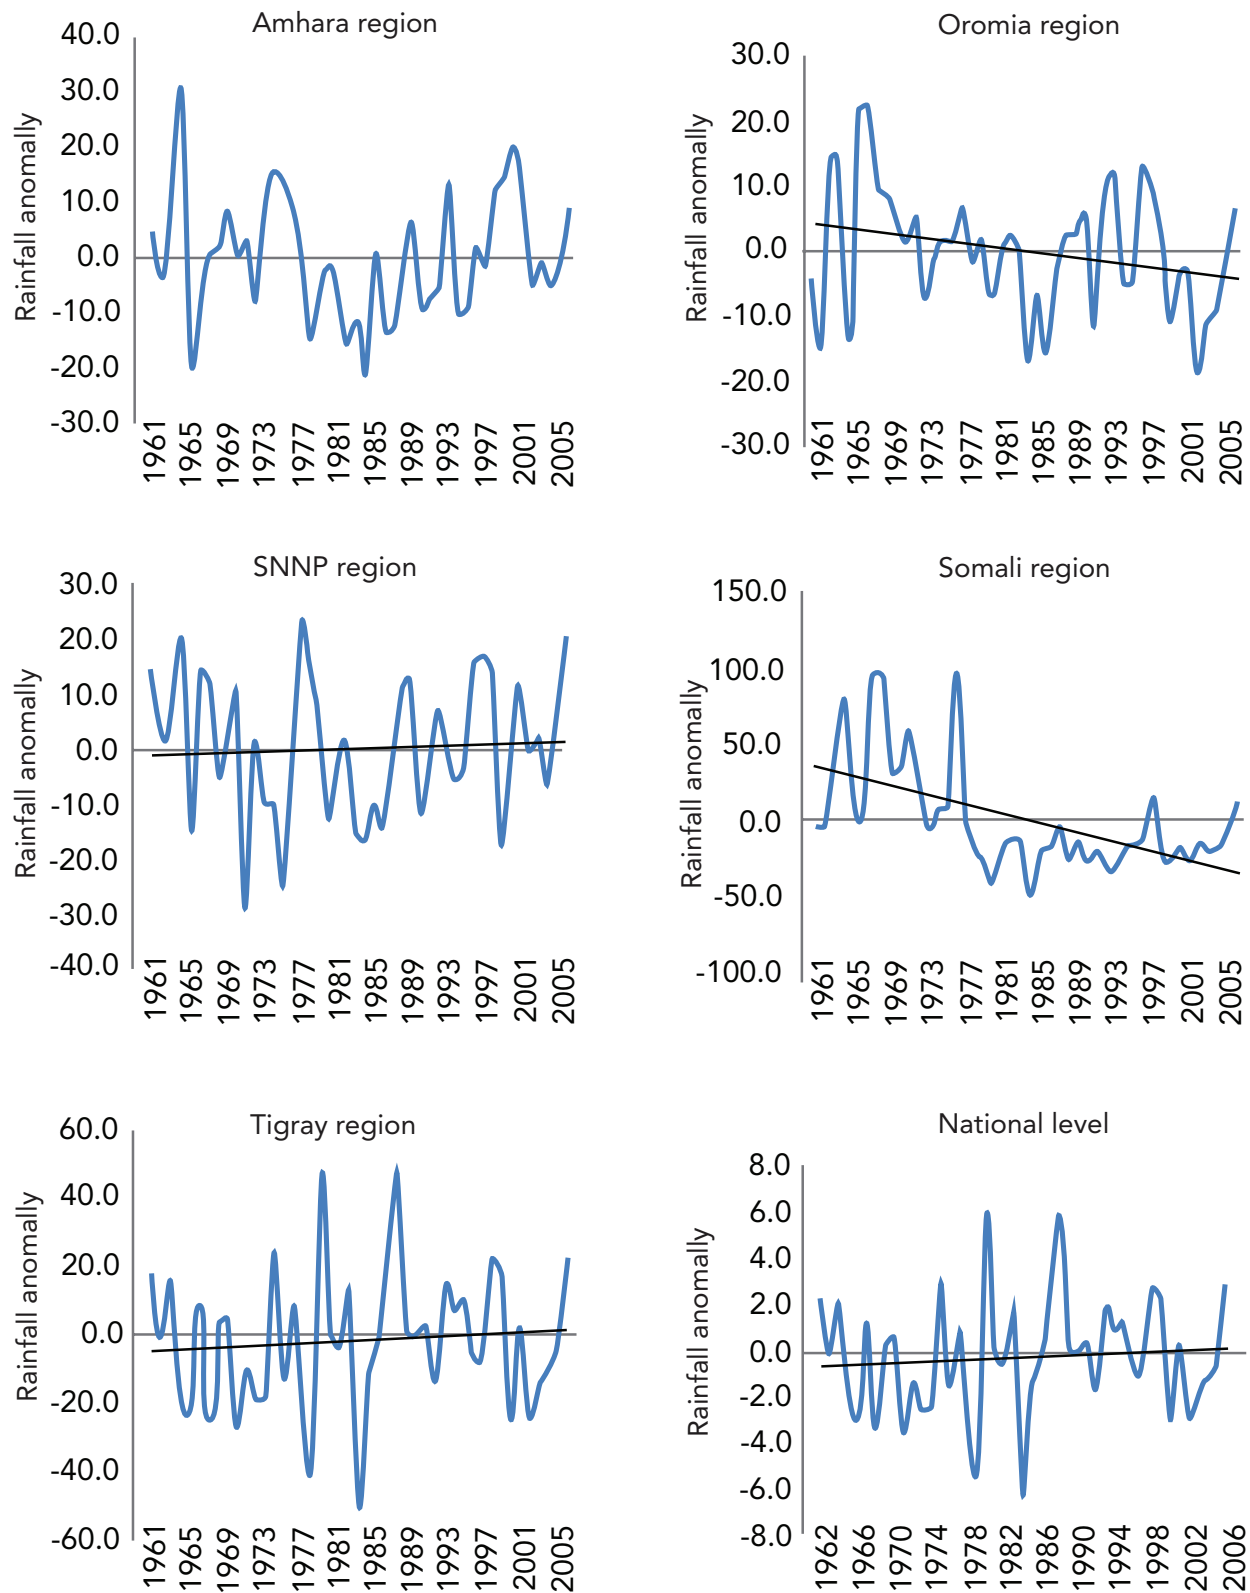 Amhara region
Rainfall anomally
40.0
30.0
20.0
10.0
0.0
-10.0
-20.0
-30.0
1961 1965 1969 1973 1977 1981 1985 1989 1993 1997 2001 2005
Oromia region
Rainfall anomally
30.0
20.0
10.0
0.0
-10.0
-20.0
-30.0
1961 1965 1969 1973 1977 1981 1985 1989 1993 1997 2001 2005
SNNP region
Rainfall anomally
30.0
20.0
10.0
0.0
-10.0
-20.0
-30.0
-40.0
1961 1965 1969 1973 1977 1981 1985 1989 1993 1997 2001 2005
Somali region
Rainfall anomally
150.0
100.0
50.0
0.0
-50.0
-100.0
1961 1965 1969 1973 1977 1981 1985 1989 1993 1997 2001 2005
Tigray region
Rainfall anomally
60.0
40.0
20.0
0.0
-20.0
-40.0
-60.0
1961 1965 1969 1973 1977 1981 1985 1989 1993 1997 2001 2005
National level
Rainfall anomally
8.0
6.0
4.0
2.0
0.0
-2.0
-4.0
-6.0
-8.0
1962 1966 1970 1974 1978 1982 1986 1990 1994 1998 2002 2006